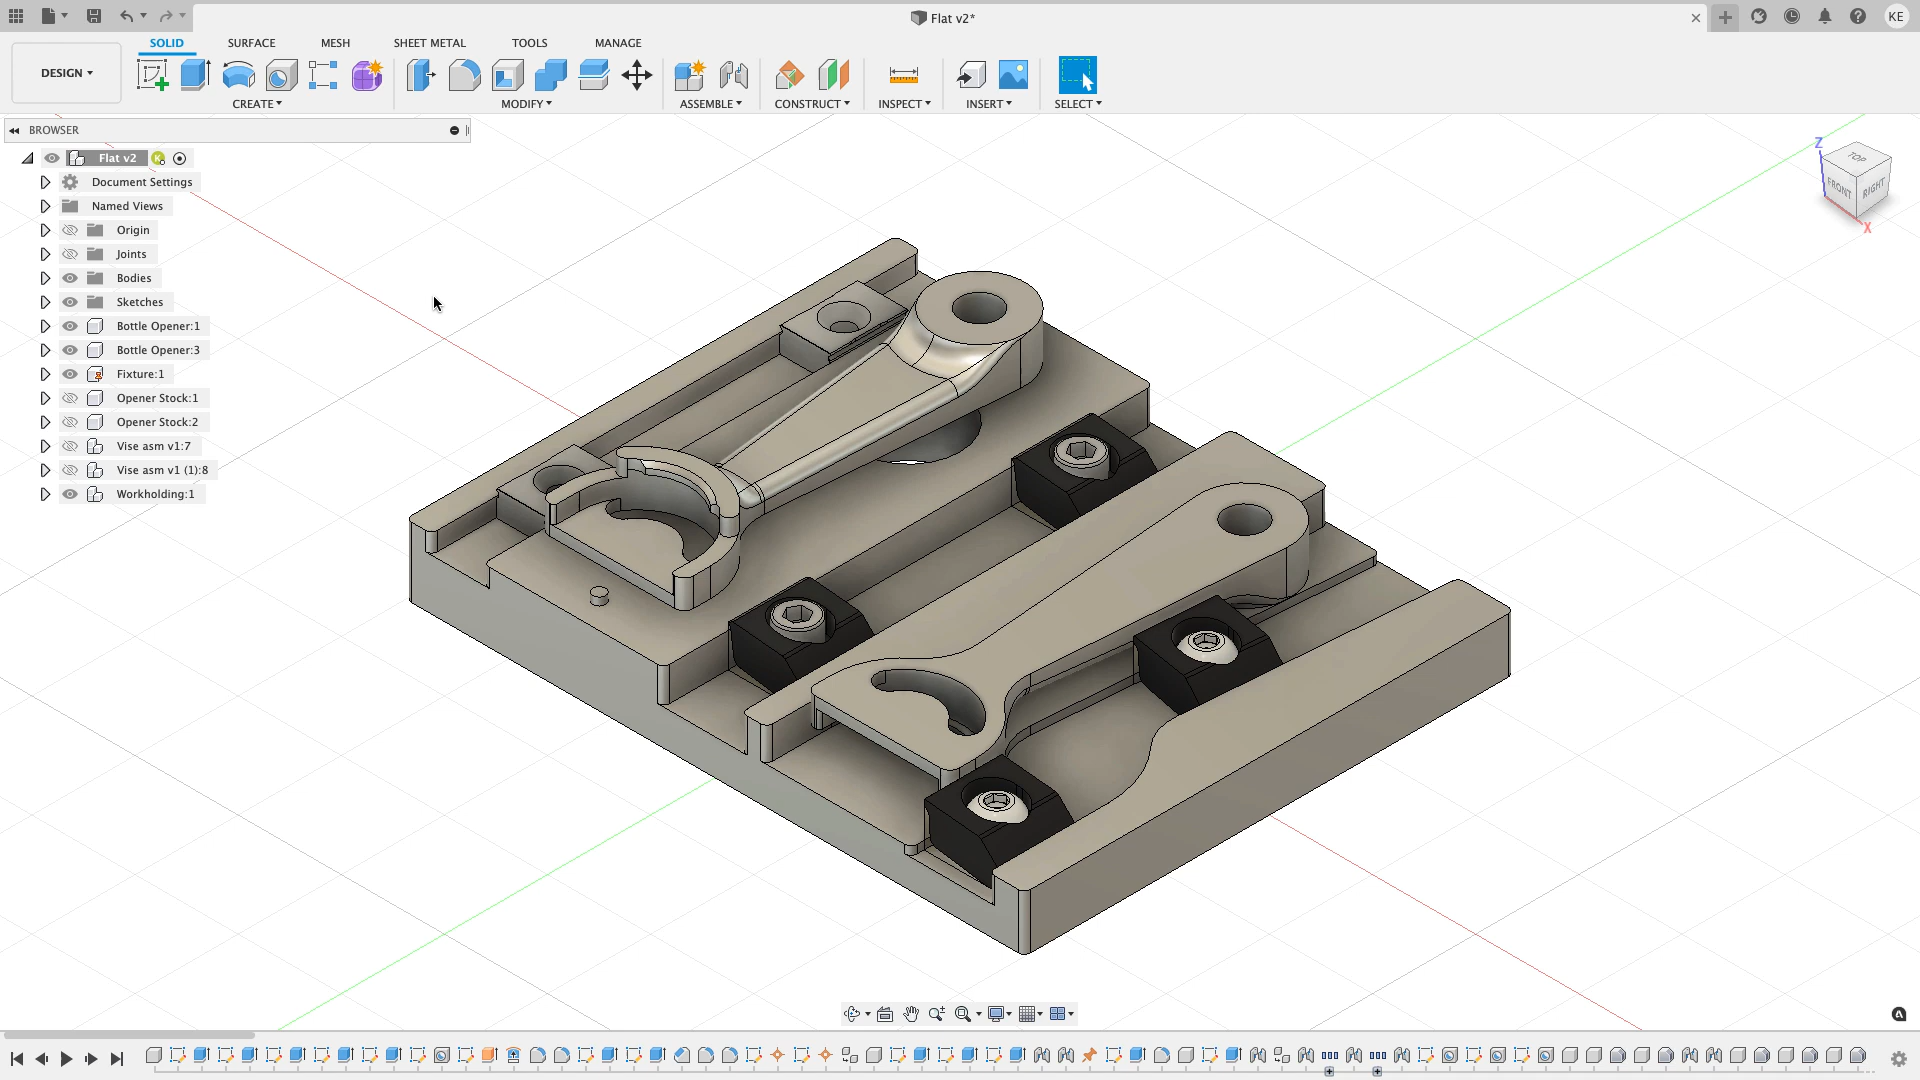 Flat v2*
KE
SOLID
SURFACE
MESH
SHEET METAL
TOOLS
MANAGE
DESIGN
CREATE
MODIFY
ASSEMBLE
CONSTRUCT
INSPECT
INSERT
SELECT
BROWSER
Flat v2
Document Settings
Named Views
Origin
Joints
Bodies
Sketches
Bottle Opener:1
Bottle Opener:3
Fixture:1
Opener Stock:1
Opener Stock:2
Vise asm v1:7
Vise asm v1 (1):8
Workholding:1
Z
TOP
FRONT
RIGHT
X